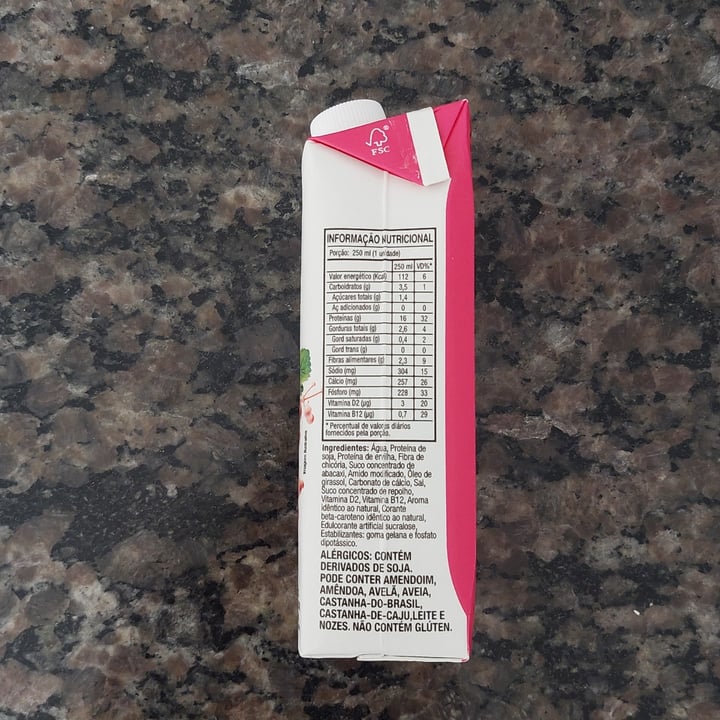 FSC
INFORMAÇÃO NUTRICIONAL
Porção: 250 ml (1 unidade)
250 ml VD%*
Valor energético (Kcal) 112 6
Carboidratos (g) 3,5 1
Açúcares totais (g) 1,4
Aç adicionados (g) 0 0
Proteínas (g) 16 32
Gorduras totais (g) 2,6 4
Gord saturadas (g) 0,4 2
Gord trans (g) 0 0
Fibras alimentares (g) 2,3 9
Sódio (mg) 304 15
Cálcio (mg) 257 26
Fósforo (mg) 228 33
Vitamina D2 (µg) 3 20
Vitamina B12 (µg) 0,7 29
* Percentual de valores diários
fornecidos pela porção.
Ingredientes: Água, Proteína de
soja, Proteína de ervilha, Fibra de
chicória, Suco concentrado de
abacaxi, Amido modificado, Óleo de
girassol, Carbonato de cálcio, Sal,
Suco concentrado de repolho,
Vitamina D2, Vitamina B12, Aroma
idêntico ao natural, Corante
beta-caroteno idêntico ao natural,
Edulcorante artificial sucralose,
Estabilizantes: goma gelana e fosfato
dipotássico.
ALÉRGICOS: CONTÉM
DERIVADOS DE SOJA.
PODE CONTER AMENDOIM,
AMÊNDOA, AVELÃ, AVEIA,
CASTANHA-DO-BRASIL,
CASTANHA-DE-CAJU,LEITE E
NOZES. NÃO CONTÉM GLÚTEN.